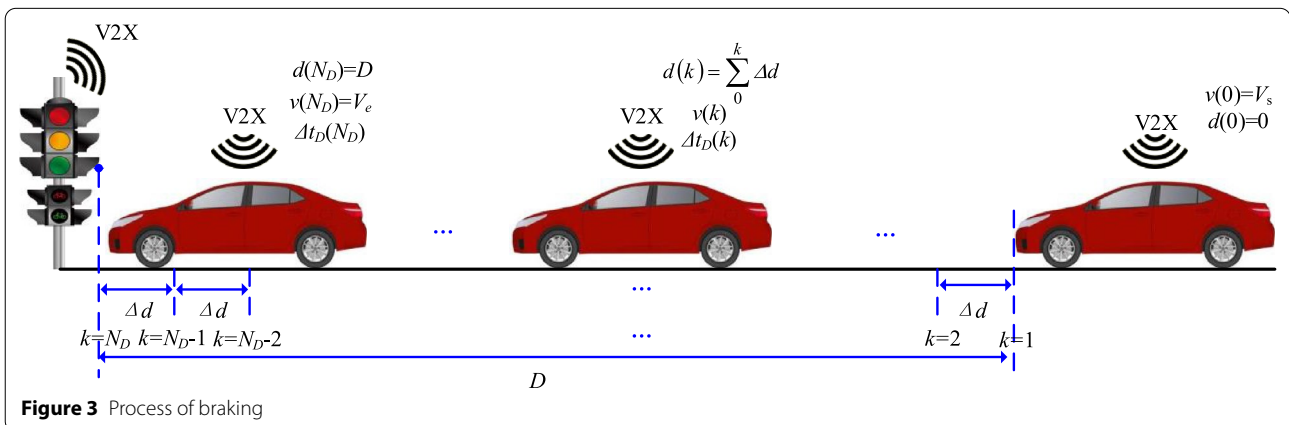 V2X
d(N_D)=D
v(N_D)=V_e
Δt_D(N_D)
V2X
d(k)=∑_0^k Δd
v(k)
V2X
Δt_D(k)
v(0)=V_s
V2X
d(0)=0
...
...
Δd
Δd
...
Δd
k=N_D k=N_D-1 k=N_D-2
...
k=2
k=1
D
Figure 3 Process of braking